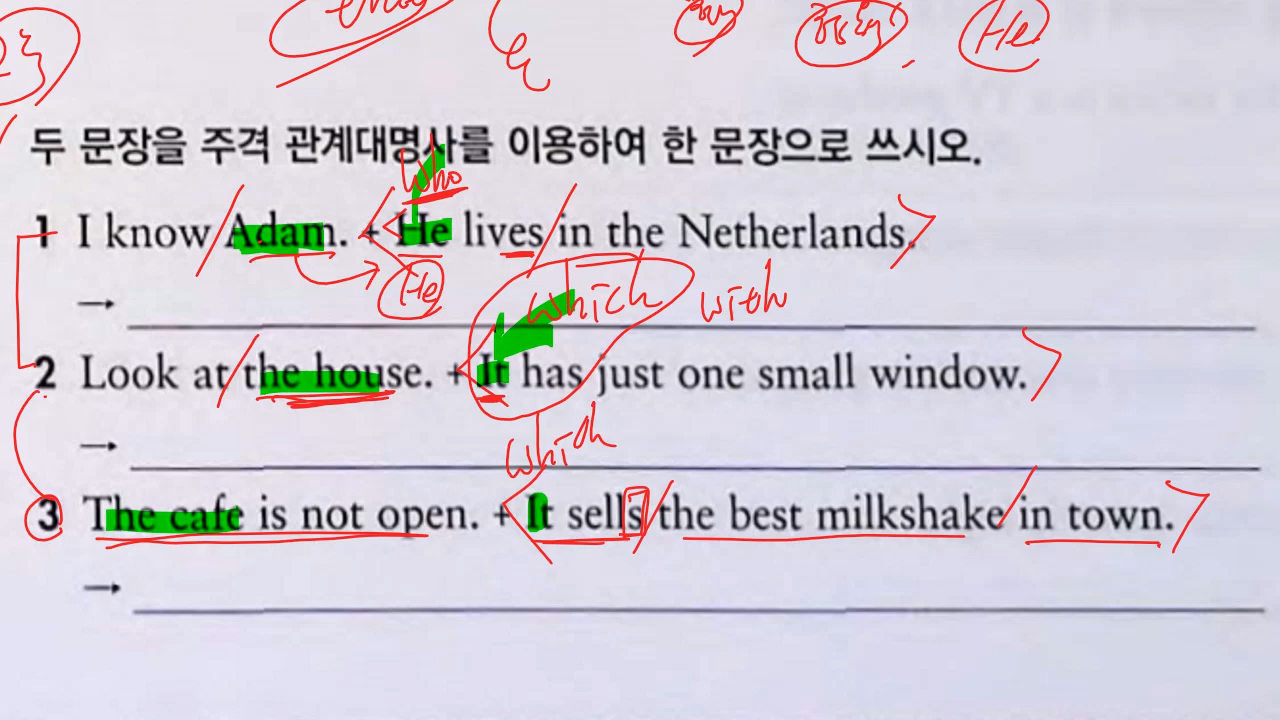 He
두 문장을 주격 관계대명사를 이용하여 한 문장으로 쓰시오.
who
1 I know Adam. + He lives in the Netherlands.
He
→
which with
2 Look at the house. + It has just one small window.
→
which
3 The cafe is not open. + It sells the best milkshake in town.
→